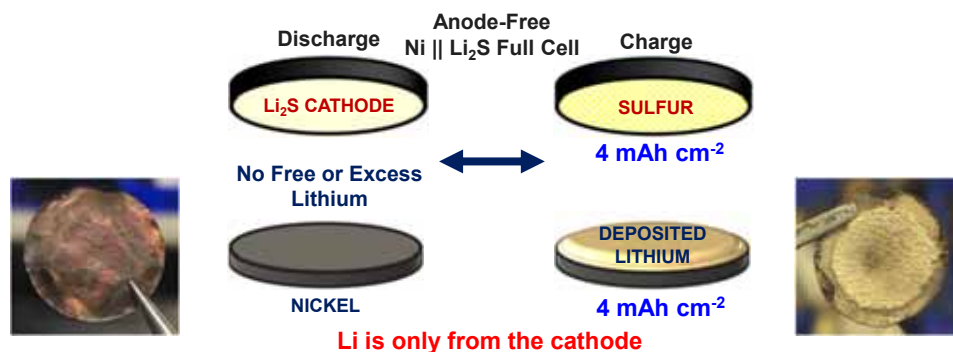 Anode-Free
Ni || Li₂S Full Cell
Discharge
Charge
Li₂S CATHODE
SULFUR
4 mAh cm⁻²
No Free or Excess
Lithium
DEPOSITED
LITHIUM
NICKEL
4 mAh cm⁻²
Li is only from the cathode